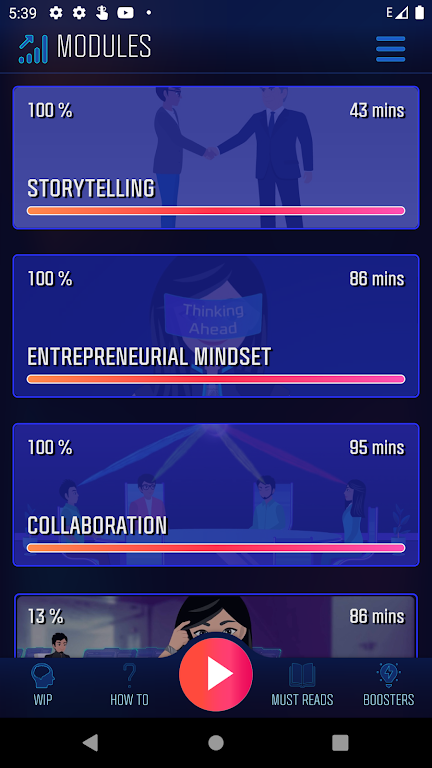 5:39
E
MODULES
100 %
43 mins
STORYTELLING
100 %
86 mins
Thinking
Ahead
ENTREPRENEURIAL MINDSET
100 %
95 mins
COLLABORATION
13 %
86 mins
WIP
HOW TO
MUST READS
BOOSTERS